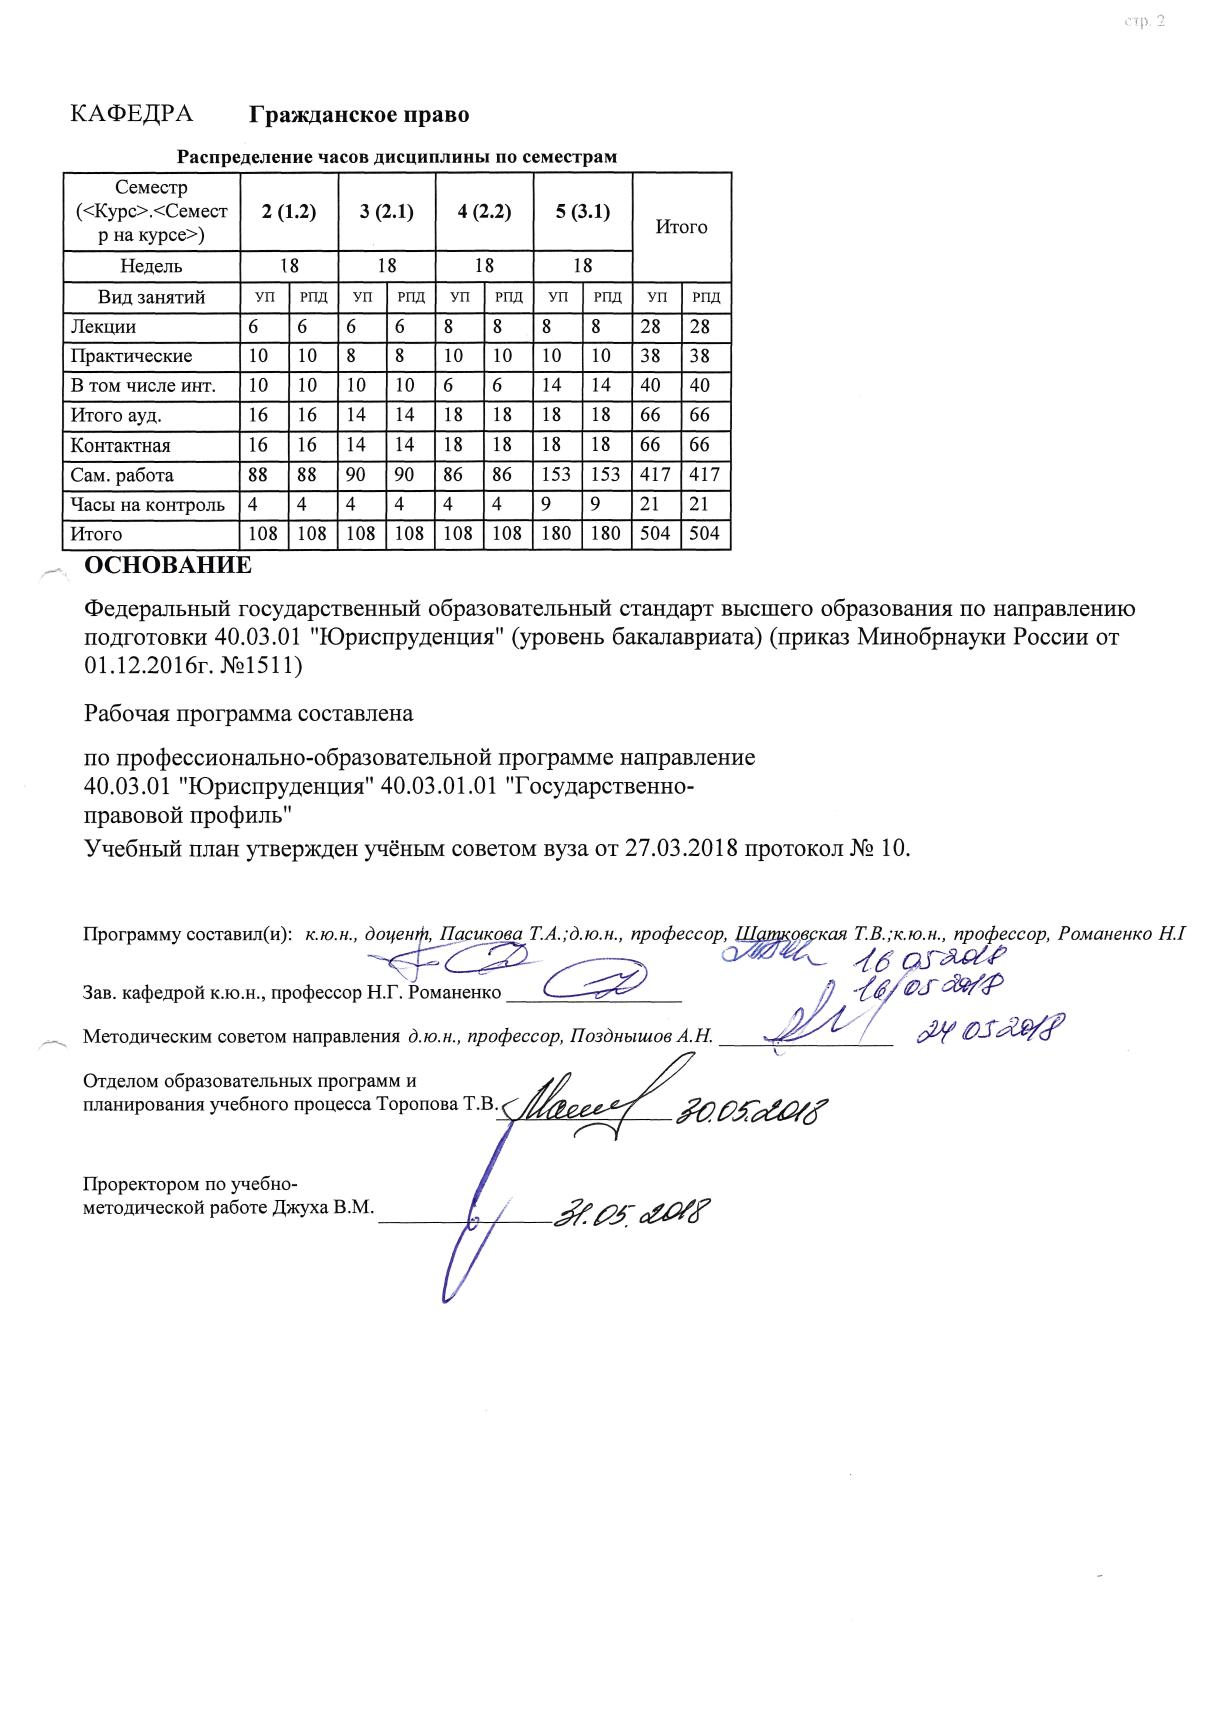 стр. 2
КАФЕДРА Гражданское право
Распределение часов дисциплины по семестрам
Семестр (<Курс>.<Семестр на курсе>) 2 (1.2) 3 (2.1) 4 (2.2) 5 (3.1) Итого
Недель 18 18 18 18
Вид занятий УП РПД УП РПД УП РПД УП РПД УП РПД
Лекции 6 6 6 6 8 8 8 8 28 28
Практические 10 10 8 8 10 10 10 10 38 38
В том числе инт. 10 10 10 10 6 6 14 14 40 40
Итого ауд. 16 16 14 14 18 18 18 18 66 66
Контактная 16 16 14 14 18 18 18 18 66 66
Сам. работа 88 88 90 90 86 86 153 153 417 417
Часы на контроль 4 4 4 4 4 4 9 9 21 21
Итого 108 108 108 108 108 108 180 180 504 504
ОСНОВАНИЕ
Федеральный государственный образовательный стандарт высшего образования по направлению
подготовки 40.03.01 "Юриспруденция" (уровень бакалавриата) (приказ Минобрнауки России от
01.12.2016г. №1511)
Рабочая программа составлена
по профессионально-образовательной программе направление
40.03.01 "Юриспруденция" 40.03.01.01 "Государственно-
правовой профиль"
Учебный план утвержден учёным советом вуза от 27.03.2018 протокол № 10.
Программу составил(и): к.ю.н., доцент, Пасикова Т.А.;д.ю.н., профессор, Шатковская Т.В.;к.ю.н., профессор, Романенко Н.Г
16 05 2018
Зав. кафедрой к.ю.н., профессор Н.Г. Романенко 16/05 2018
Методическим советом направления д.ю.н., профессор, Позднышов А.Н. 24 05 2018
Отделом образовательных программ и
планирования учебного процесса Торопова Т.В. 30.05.2018
Проректором по учебно-
методической работе Джуха В.М. 31.05.2018